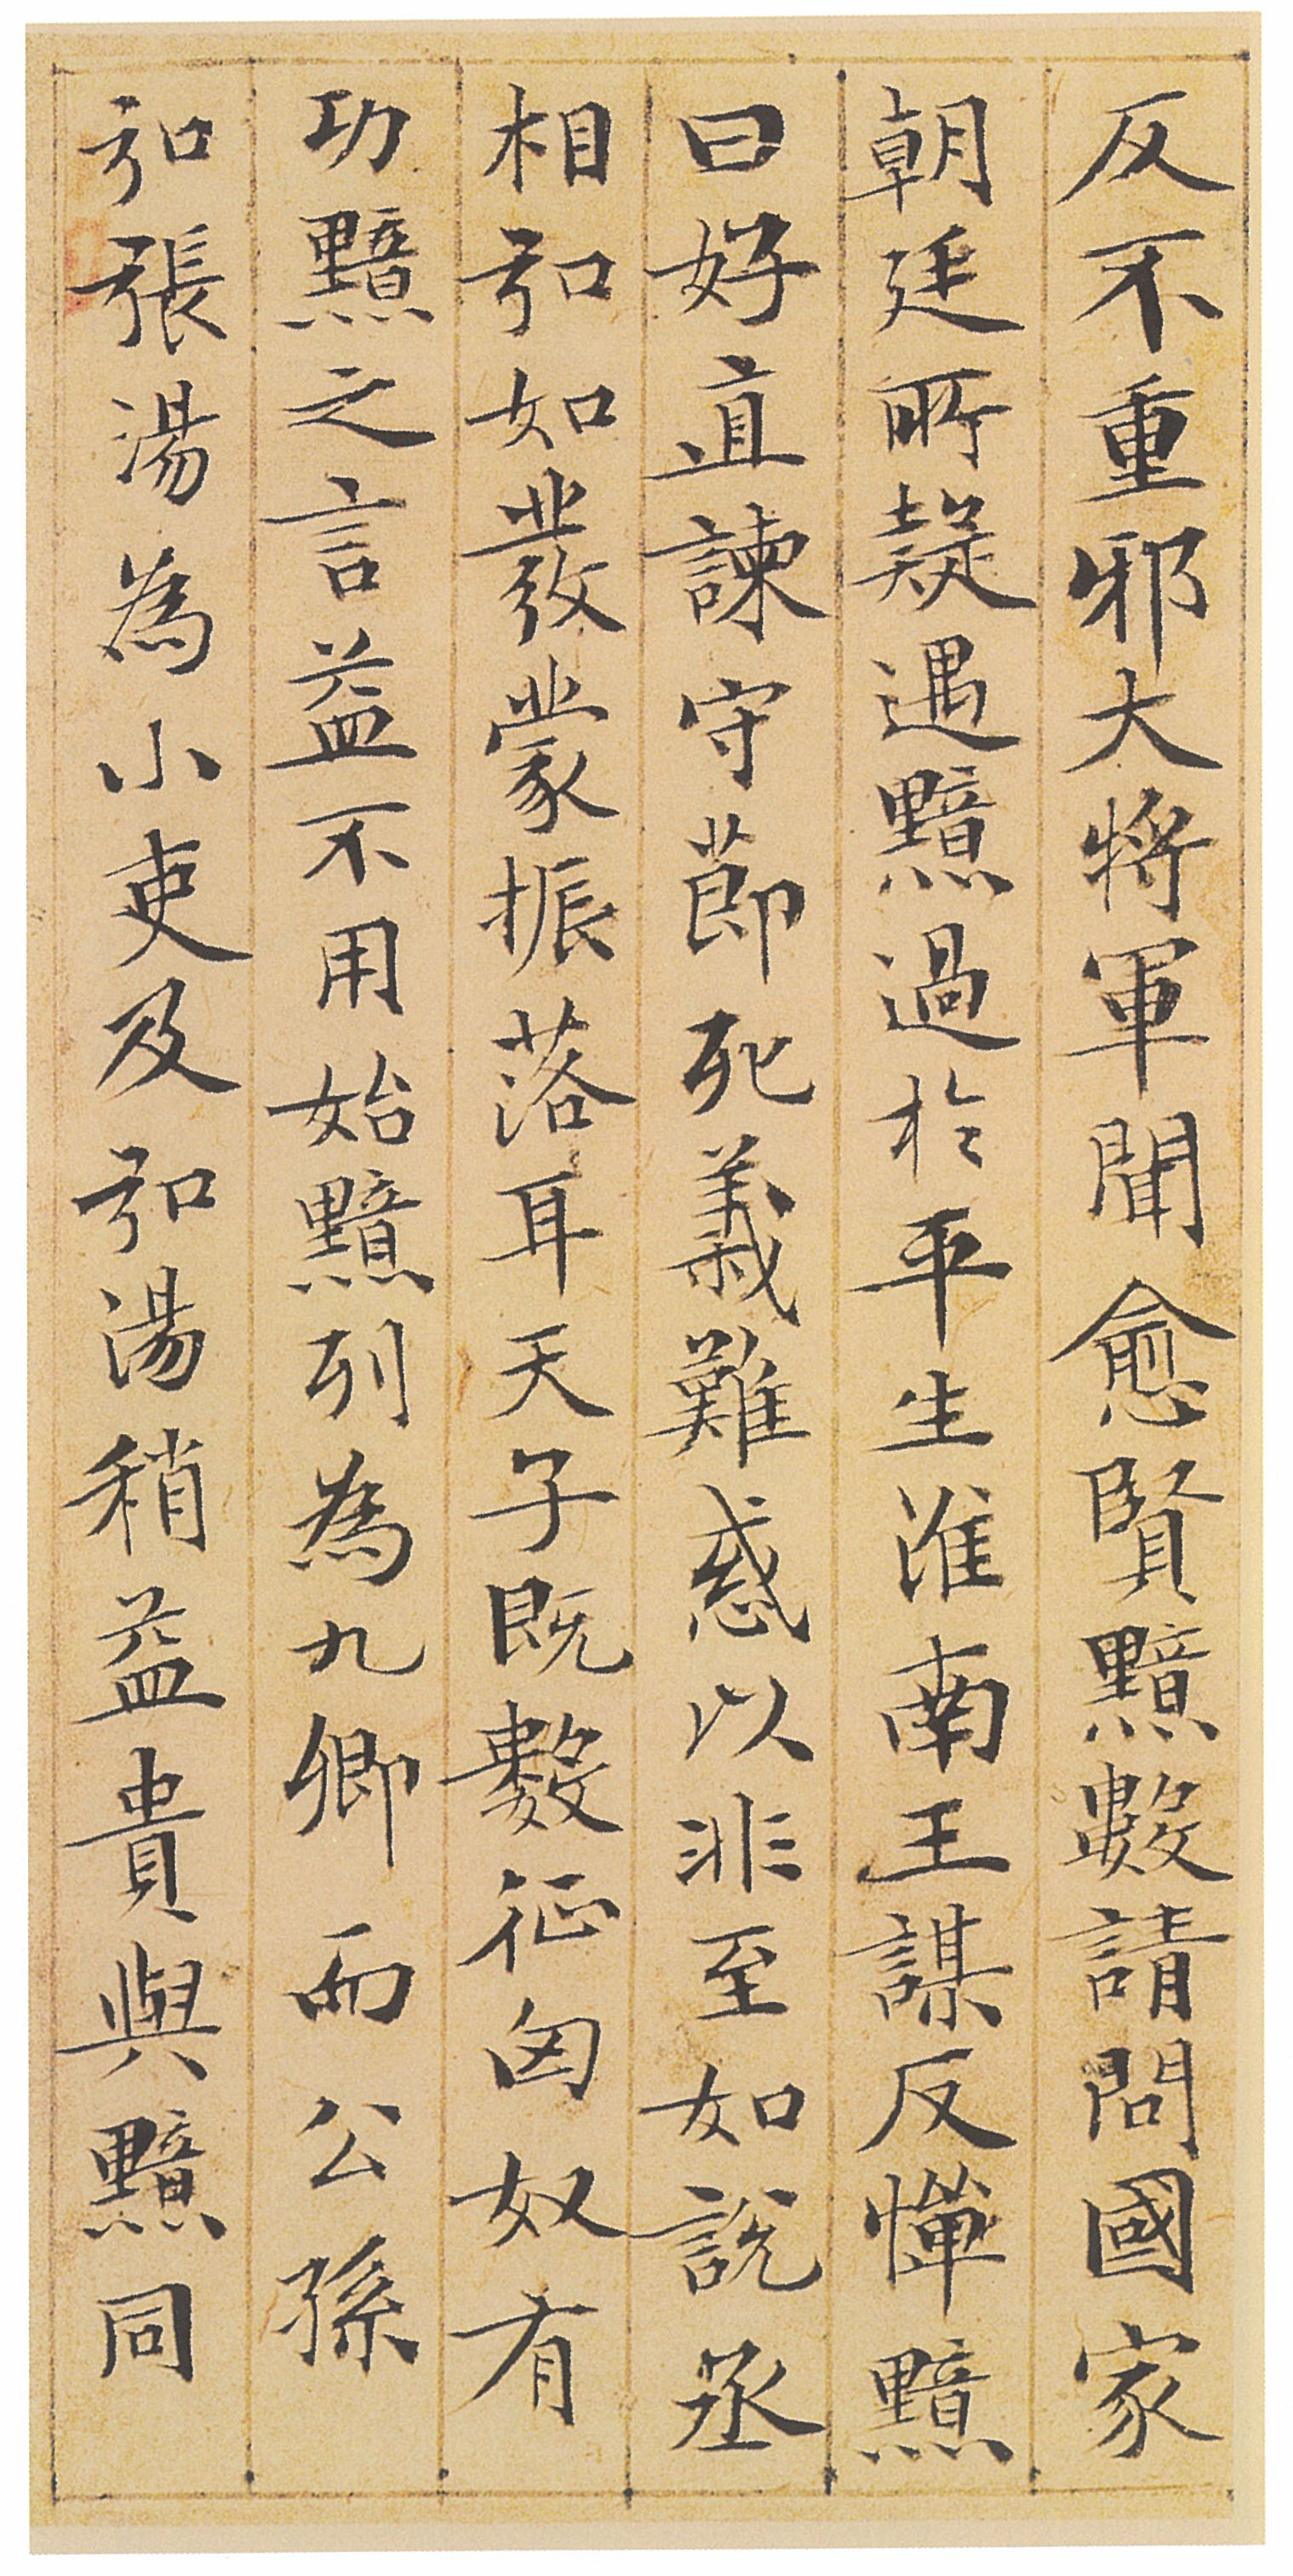 反不重邪大将軍聞愈賢黯數請問國家
朝廷所疑遇黯過於平生淮南王謀反憚黯
曰好直諫守莭死義難惑以非至如說丞
相弘如發蒙振落耳天子既數征匈奴有
功黯之言益不用始黯列為九卿而公孫
弘張湯為小吏及弘湯稍益貴與黯同